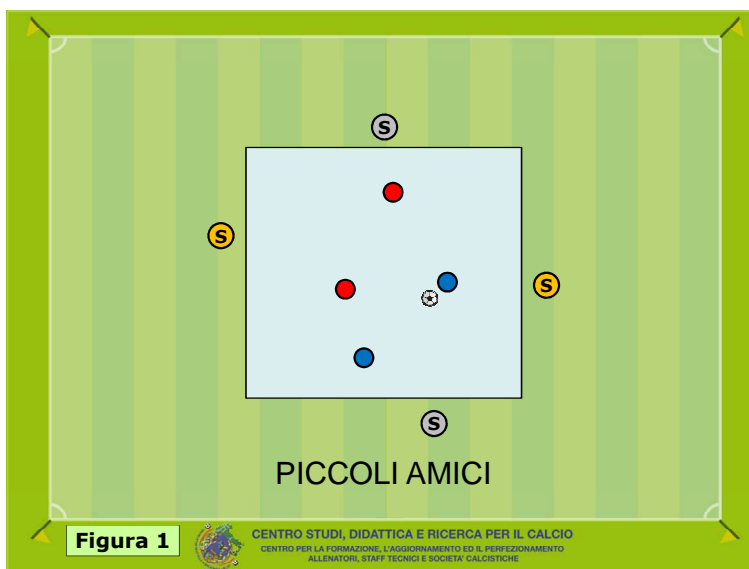 S
S
S
S
PICCOLI AMICI
Figura 1
CENTRO STUDI, DIDATTICA E RICERCA PER IL CALCIO
CENTRO PER LA FORMAZIONE, L'AGGIORNAMENTO ED IL PERFEZIONAMENTO
ALLENATORI, STAFF TECNICI E SOCIETA' CALCISTICHE